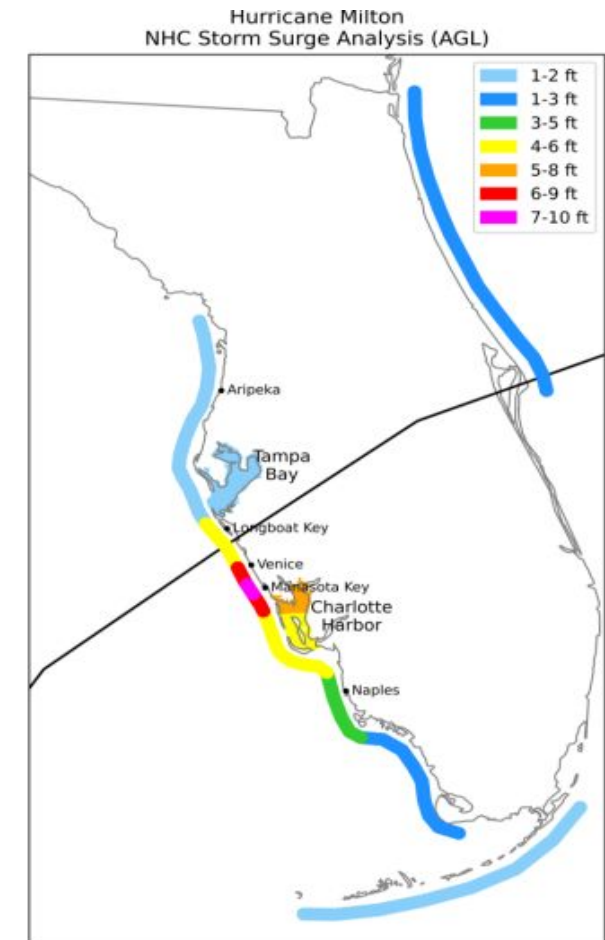 Hurricane Milton
NHC Storm Surge Analysis (AGL)
1-2 ft
1-3 ft
3-5 ft
4-6 ft
5-8 ft
6-9 ft
7-10 ft
Aripeka
Tampa
Bay
Longboat Key
Venice
Manasota Key
Charlotte
Harbor
Naples